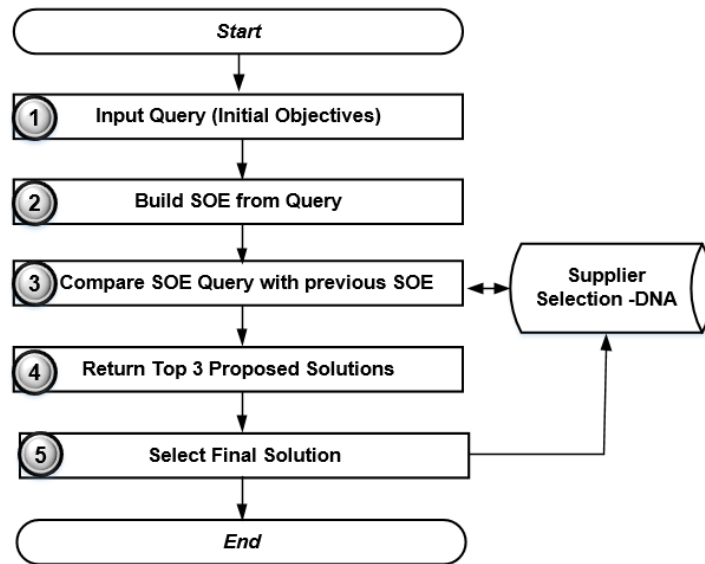 Start
1 Input Query (Initial Objectives)
2 Build SOE from Query
3 Compare SOE Query with previous SOE
Supplier
Selection -DNA
4 Return Top 3 Proposed Solutions
5 Select Final Solution
End